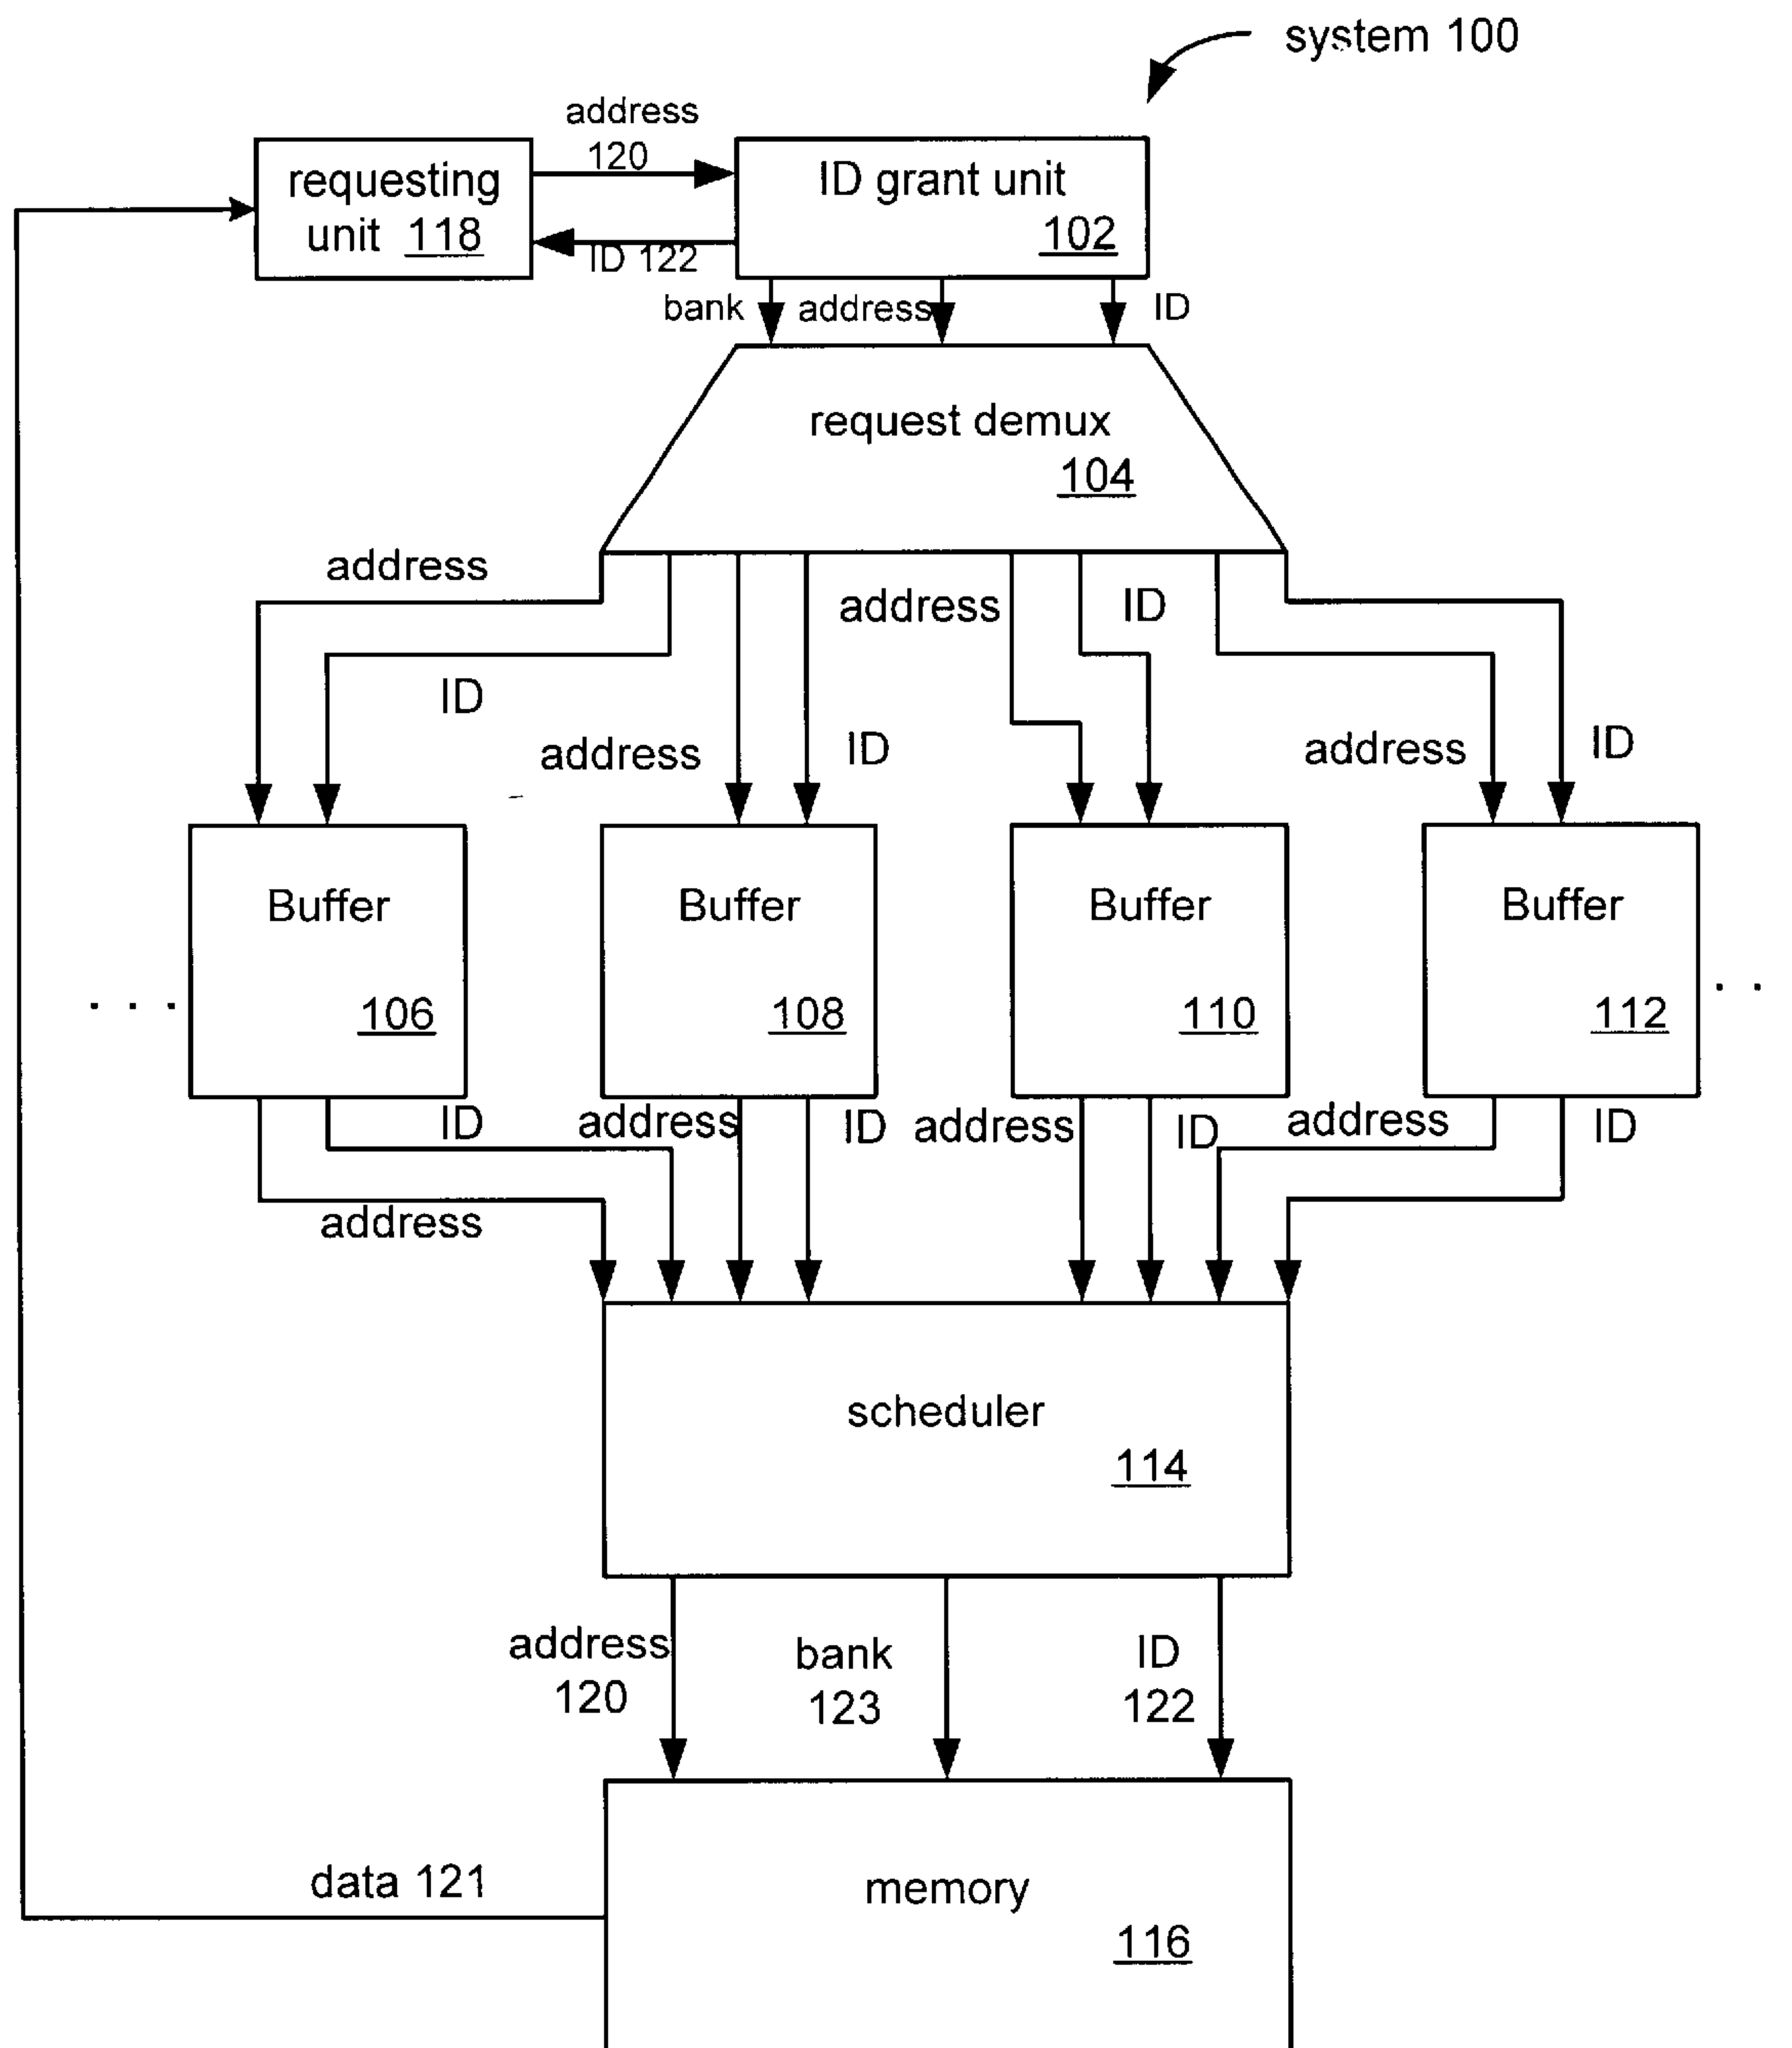 system 100
address
120
requesting
unit 118
ID grant unit
102
ID 122
bank address ID
request demux
104
address
address ID
ID
address ID address ID
Buffer Buffer Buffer Buffer
. . . 106 108 110 112 . .
ID address ID address ID address ID
address
scheduler
114
address bank ID
120 123 122
data 121
memory
116